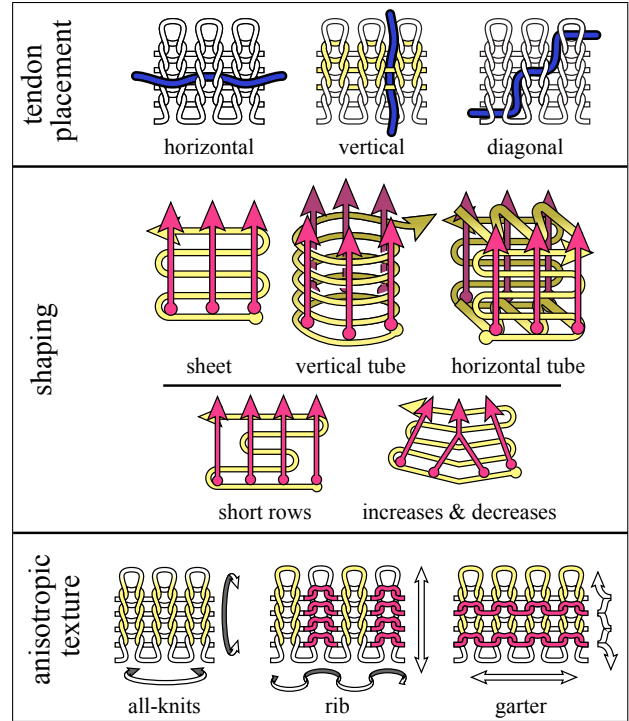 tendon
placement
horizontal
vertical
diagonal
shaping
sheet
vertical tube
horizontal tube
short rows
increases & decreases
anisotropic
texture
all-knits
rib
garter